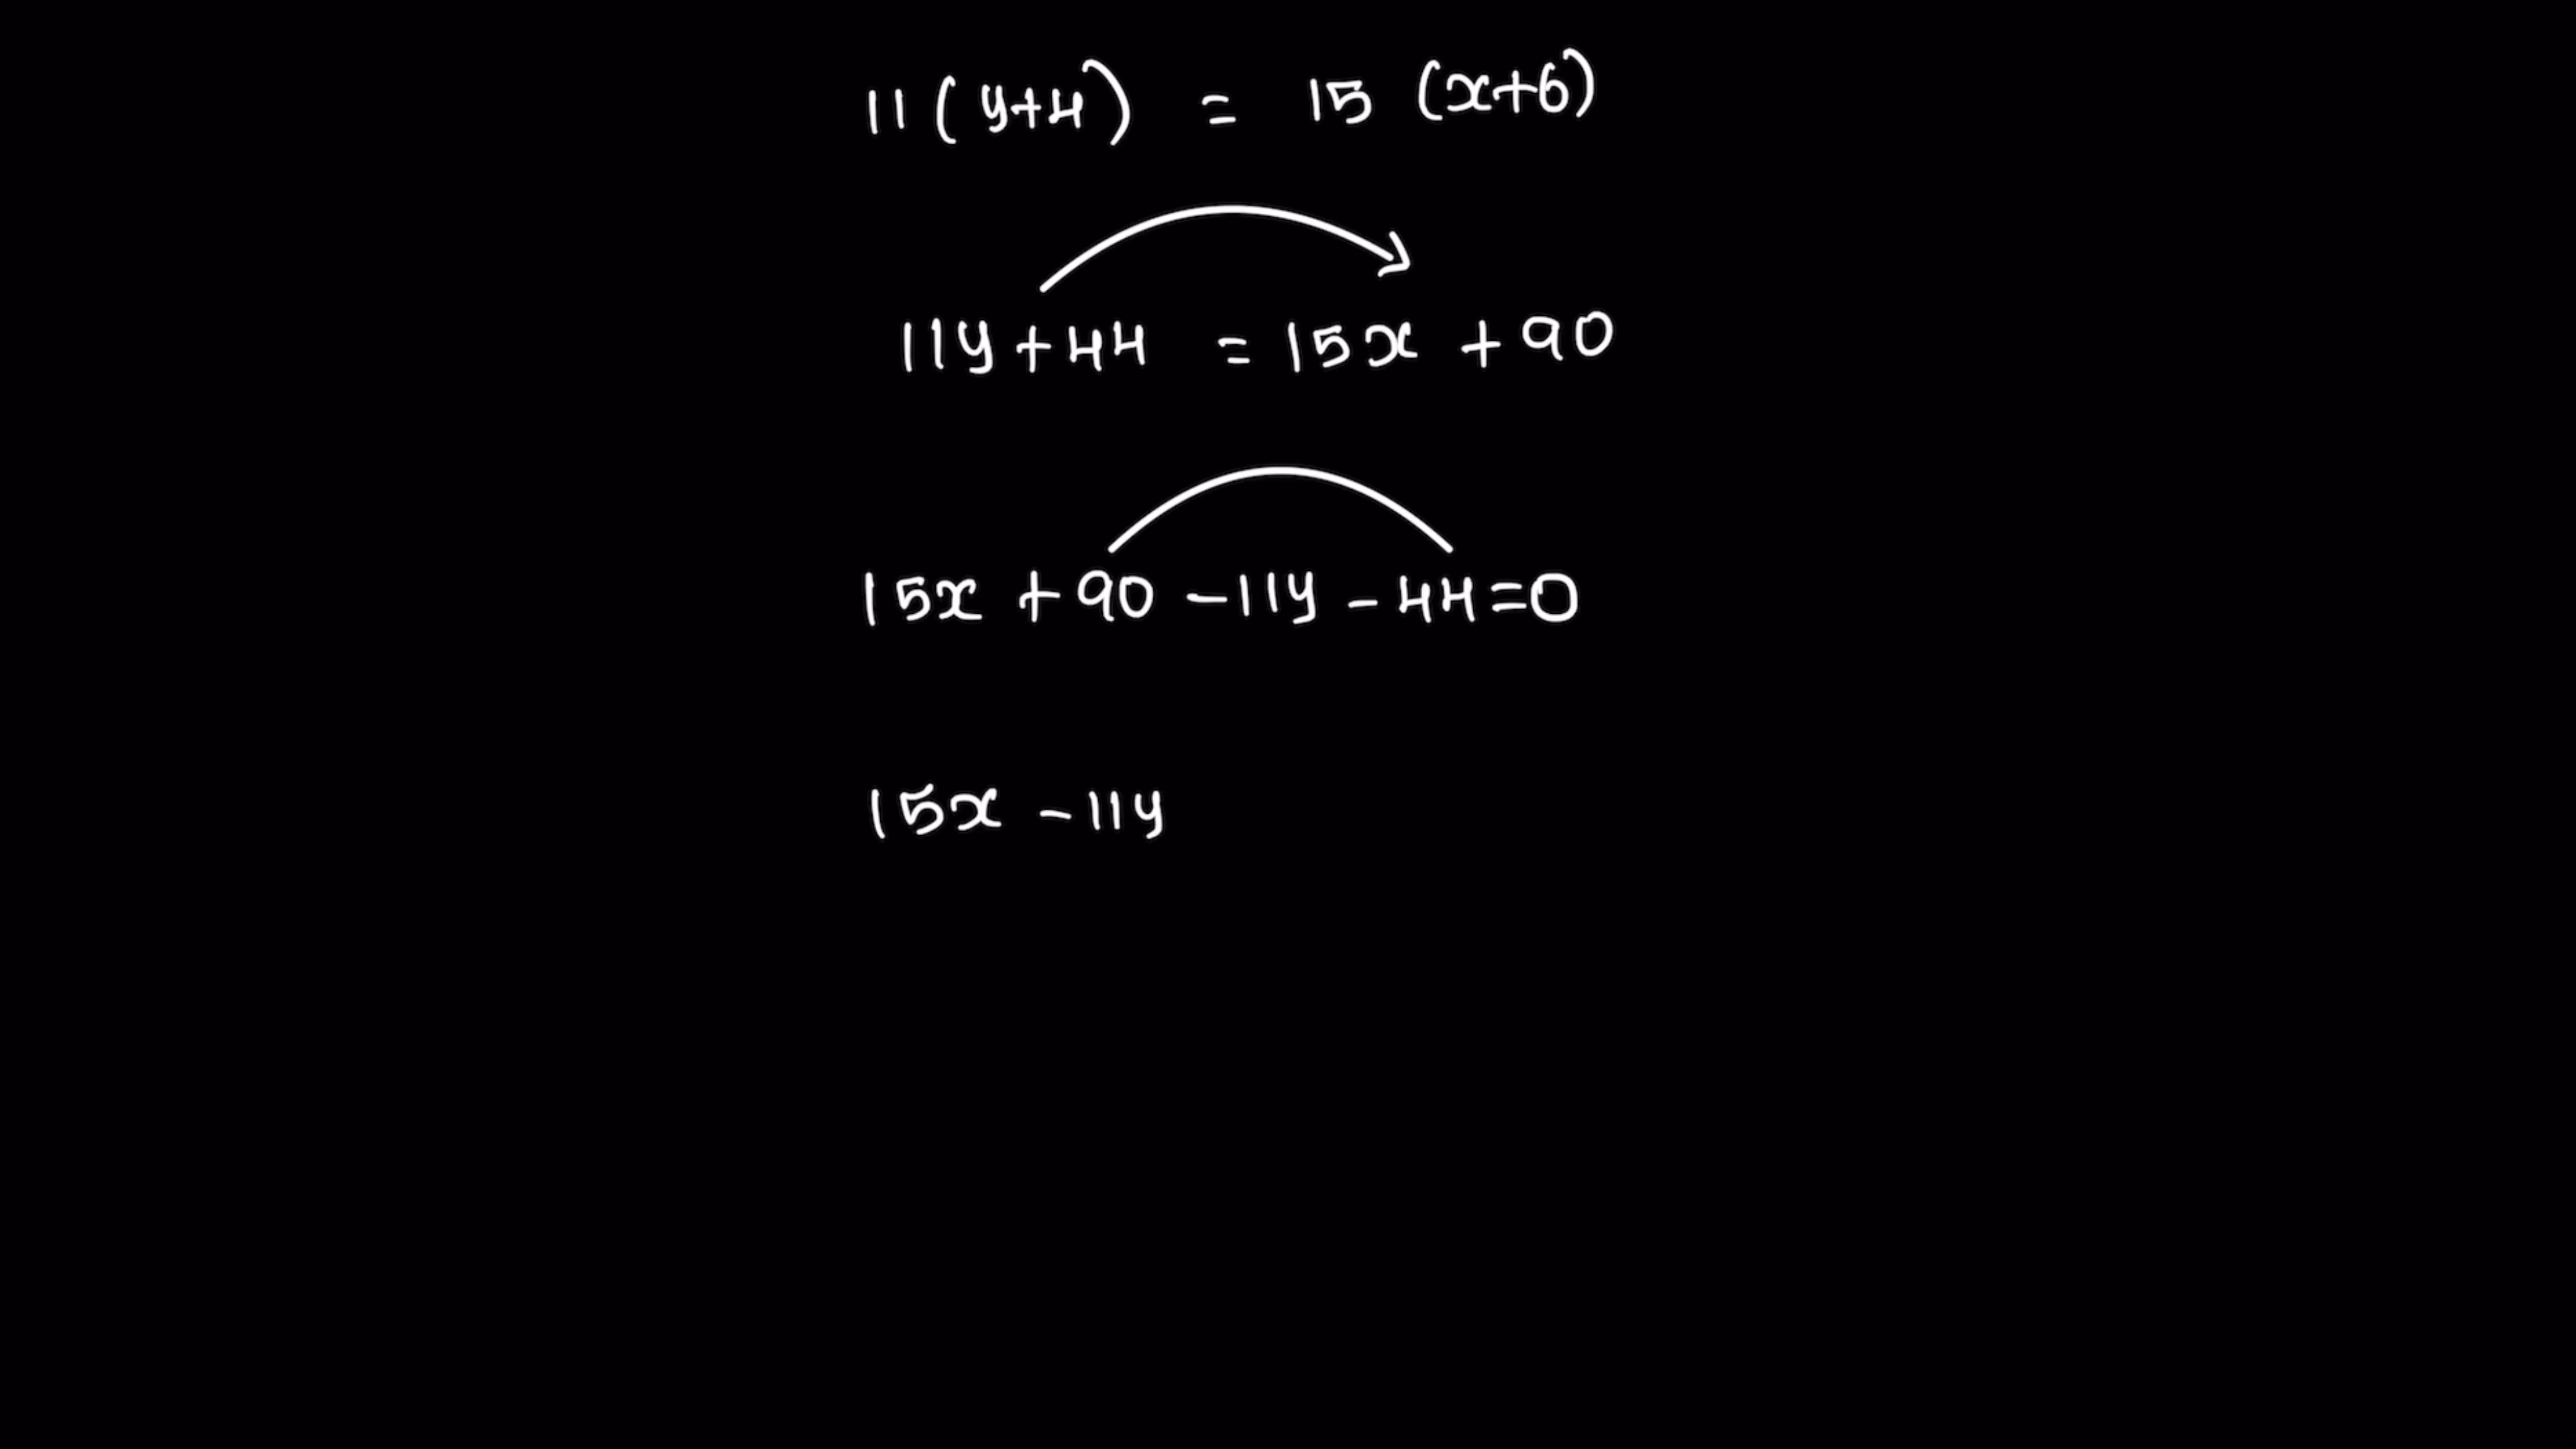 11 (y+4) = 15 (x+6)
11y + 44 = 15x + 90
15x + 90 - 11y - 44 = 0
15x - 11y